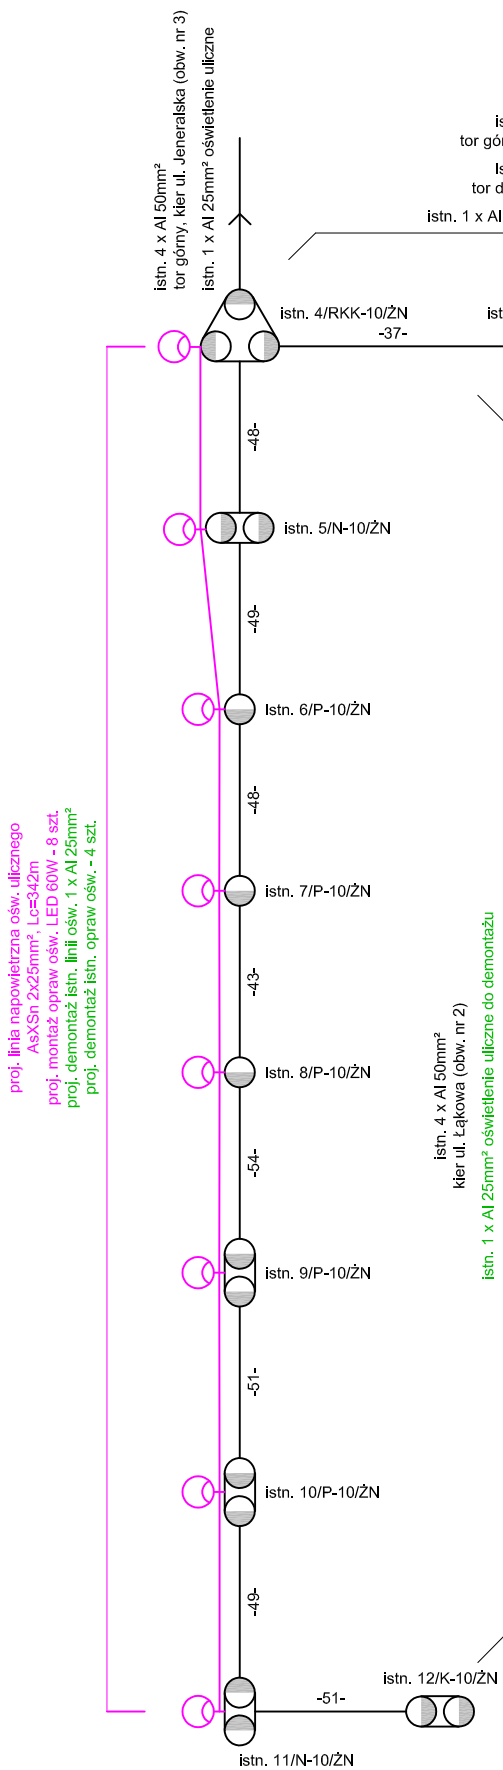 istn. 4 x Al 50mm²
tor górny, kier ul. Jeneralska (obw. nr 3)
istn. 1 x Al 25mm² oświetlenie uliczne
tor gór
tor d
istn. 1 x Al
istn. 4/RKK-10/ŻN
-37-
-48-
istn. 5/N-10/ŻN
-49-
istn. 6/P-10/ŻN
-48-
istn. 7/P-10/ŻN
-43-
istn. 8/P-10/ŻN
-54-
istn. 9/P-10/ŻN
-51-
istn. 10/P-10/ŻN
-49-
istn. 12/K-10/ŻN
-51-
istn. 11/N-10/ŻN
proj. linia napowietrzna ośw. ulicznego
AsXSn 2x25mm², Lc=342m
proj. montaż opraw ośw. LED 60W - 8 szt.
proj. demontaż istn. linii ośw. 1 x Al 25mm²
proj. demontaż istn. opraw ośw. - 4 szt.
istn. 4 x Al 50mm²
kier ul. Łąkowa (obw. nr 2)
istn. 1 x Al 25mm² oświetlenie uliczne do demontażu